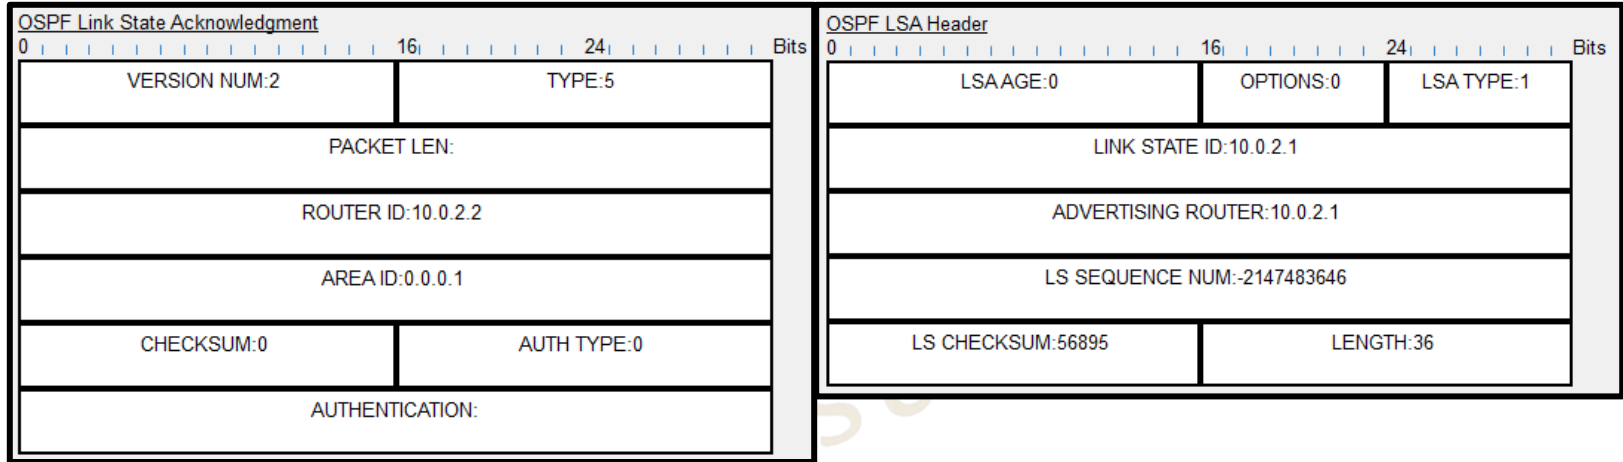 OSPF Link State Acknowledgment
0 16 24 Bits
VERSION NUM:2 TYPE:5
PACKET LEN:
ROUTER ID:10.0.2.2
AREA ID:0.0.0.1
CHECKSUM:0 AUTH TYPE:0
AUTHENTICATION:
OSPF LSA Header
0 16 24 Bits
LSA AGE:0 OPTIONS:0 LSA TYPE:1
LINK STATE ID:10.0.2.1
ADVERTISING ROUTER:10.0.2.1
LS SEQUENCE NUM:-2147483646
LS CHECKSUM:56895 LENGTH:36